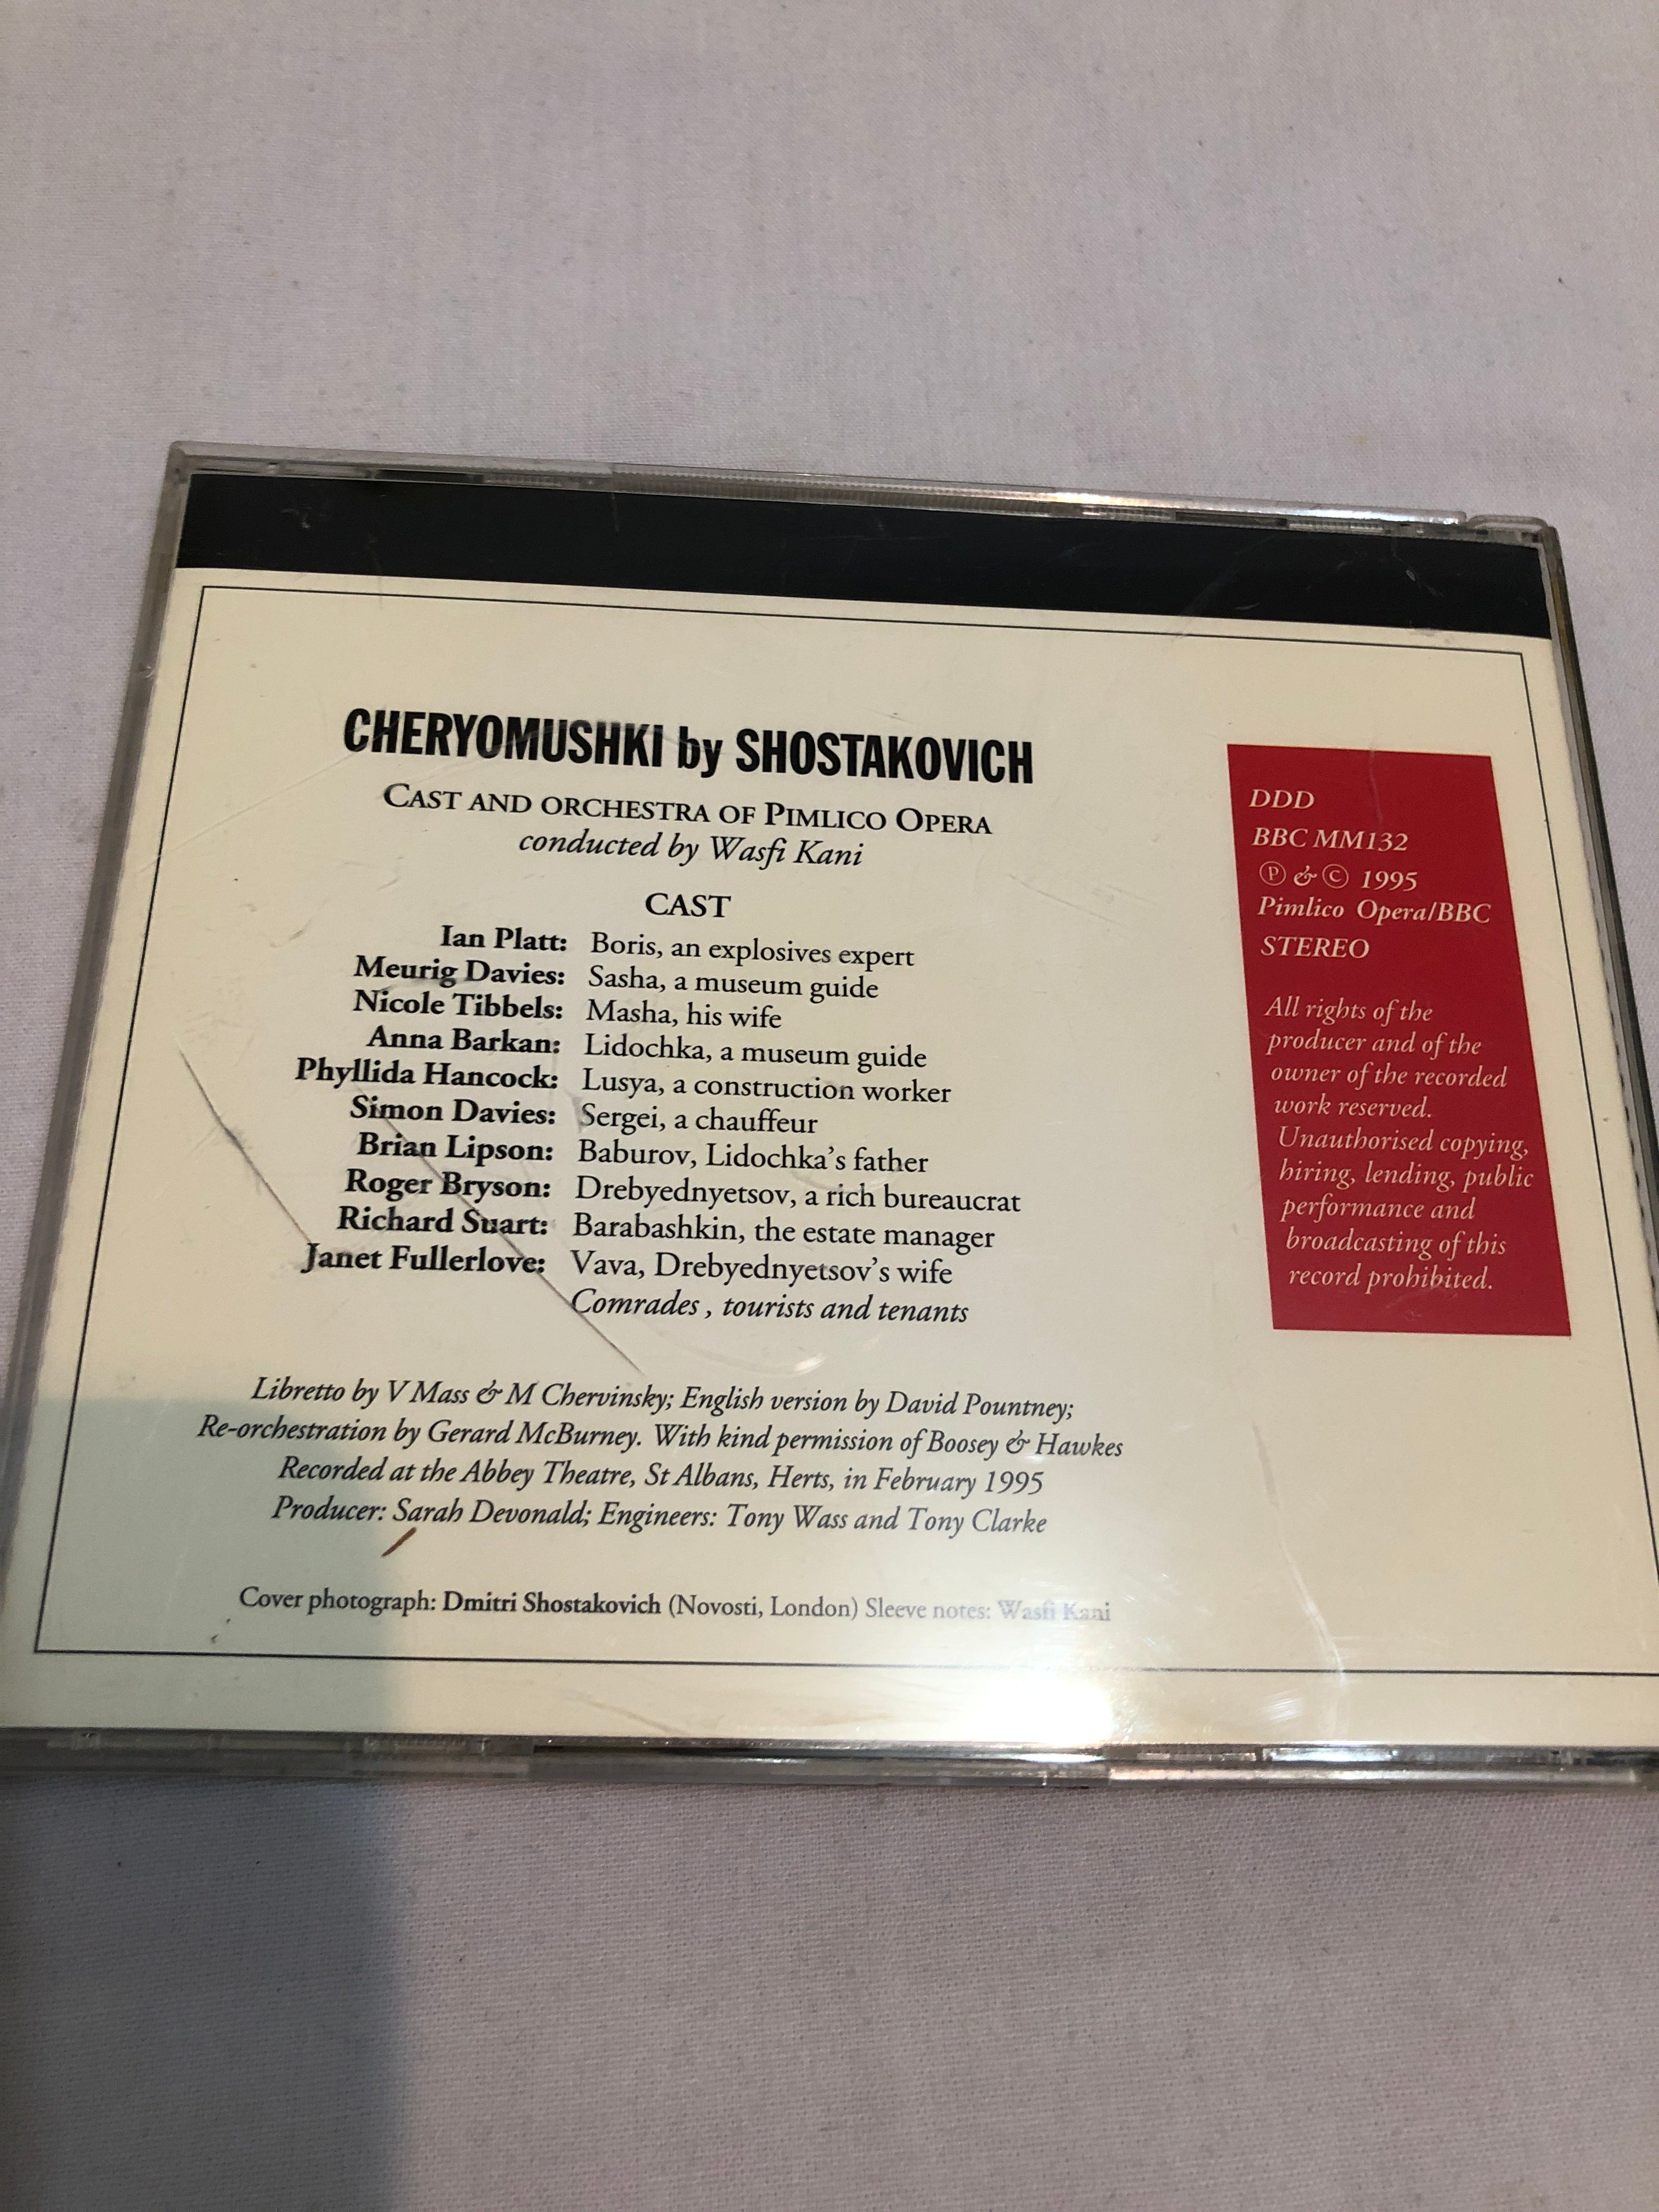 CHERYOMUSHKI by SHOSTAKOVICH
CAST AND ORCHESTRA OF PIMLICO OPERA
conducted by Wasfi Kani
CAST
Ian Platt: Boris, an explosives expert
Meurig Davies: Sasha, a museum guide
Nicole Tibbels: Masha, his wife
Anna Barkan: Lidochka, a museum guide
Phyllida Hancock: Lusya, a construction worker
Simon Davies: Sergei, a chauffeur
Brian Lipson: Baburov, Lidochka's father
Roger Bryson: Drebyednyetsov, a rich bureaucrat
Richard Suart: Barabashkin, the estate manager
Janet Fullerlove: Vava, Drebyednyetsov's wife
Comrades, tourists and tenants
Libretto by V Mass & M Chervinsky; English version by David Pountney;
Re-orchestration by Gerard McBurney. With kind permission of Boosey & Hawkes
Recorded at the Abbey Theatre, St Albans, Herts, in February 1995
Producer: Sarah Devonald; Engineers: Tony Wass and Tony Clarke
Cover photograph: Dmitri Shostakovich (Novosti, London) Sleeve notes: Wasfi Kani
DDD
BBC MM132
Ⓟ & © 1995
Pimlico Opera/BBC
STEREO
All rights of the
producer and of the
owner of the recorded
work reserved.
Unauthorised copying,
hiring, lending, public
performance and
broadcasting of this
record prohibited.